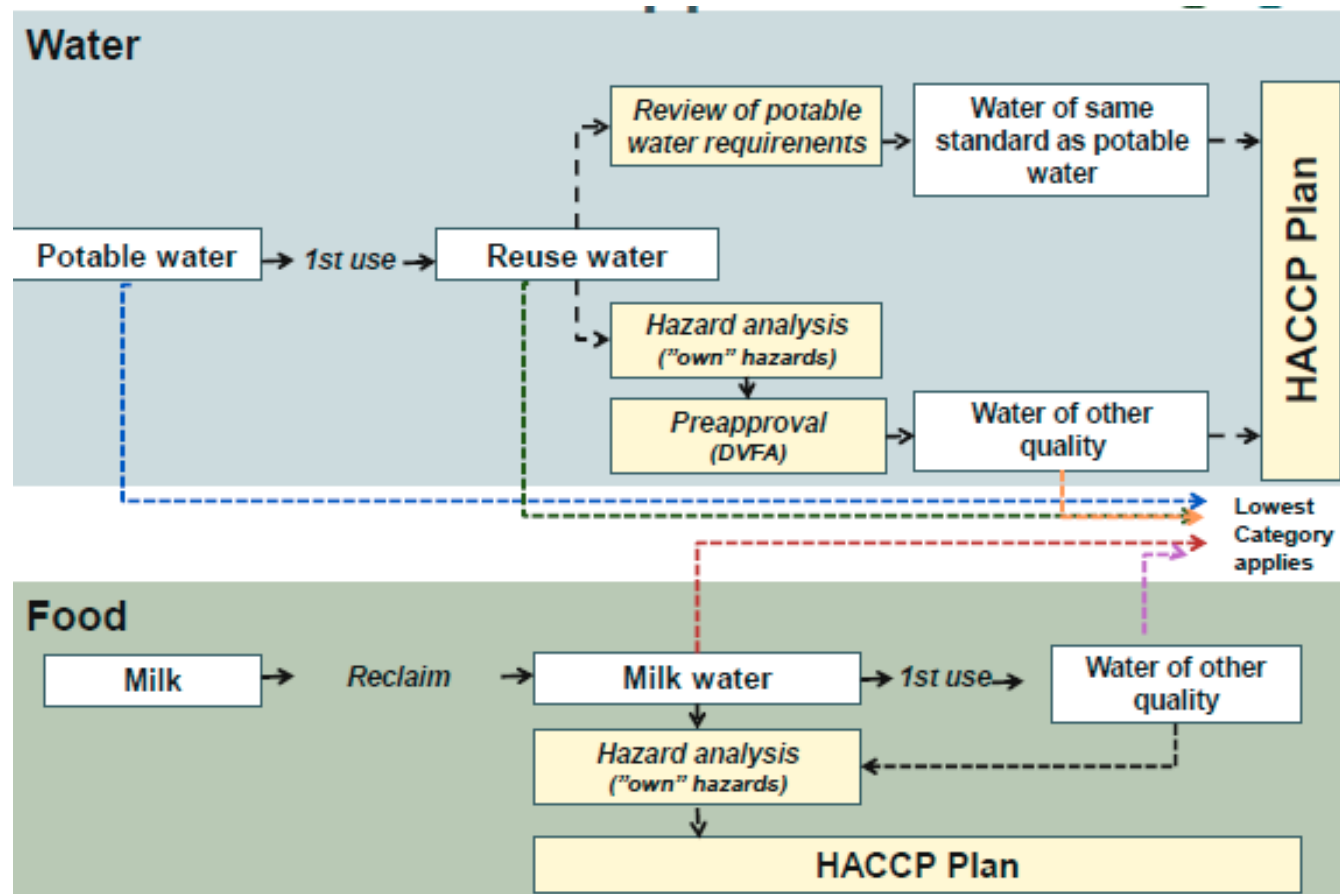 Water
Review of potable
water requirenents
Water of same
standard as potable
water
HACCP Plan
Potable water
1st use
Reuse water
Hazard analysis
("own" hazards)
Preapproval
(DVFA)
Water of other
quality
Lowest
Category
applies
Food
Milk
Reclaim
Milk water
1st use
Water of other
quality
Hazard analysis
(”own” hazards)
HACCP Plan